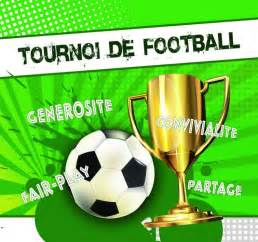 TOURNOI DE FOOTBALL
GENEROSITE
CONVIVIALITE
FAIR-PLAY
PARTAGE